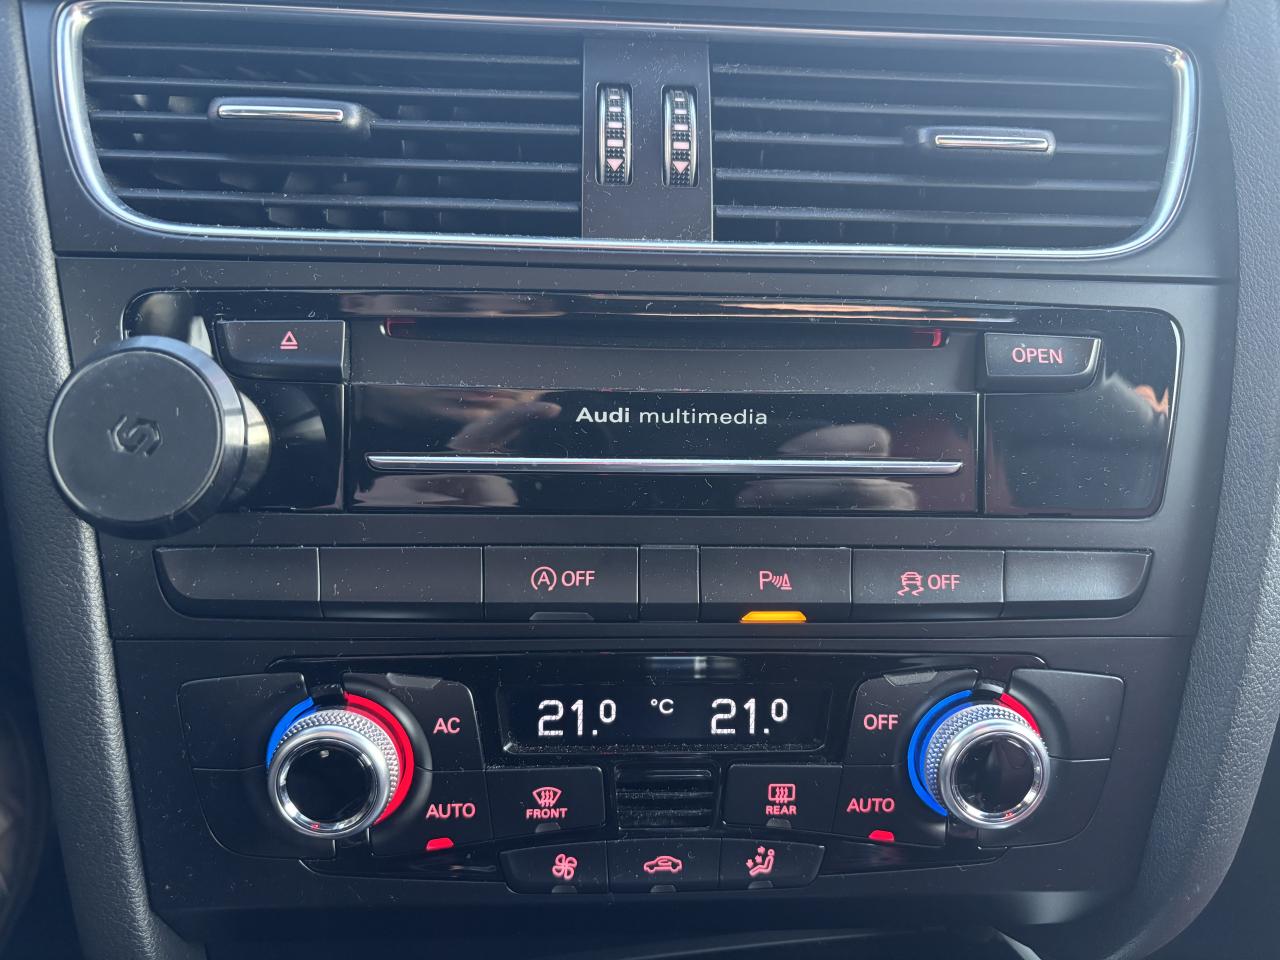 OPEN
Audi multimedia
A OFF
P
OFF
AC
21.0 °C 21.0
OFF
AUTO
FRONT
REAR
AUTO